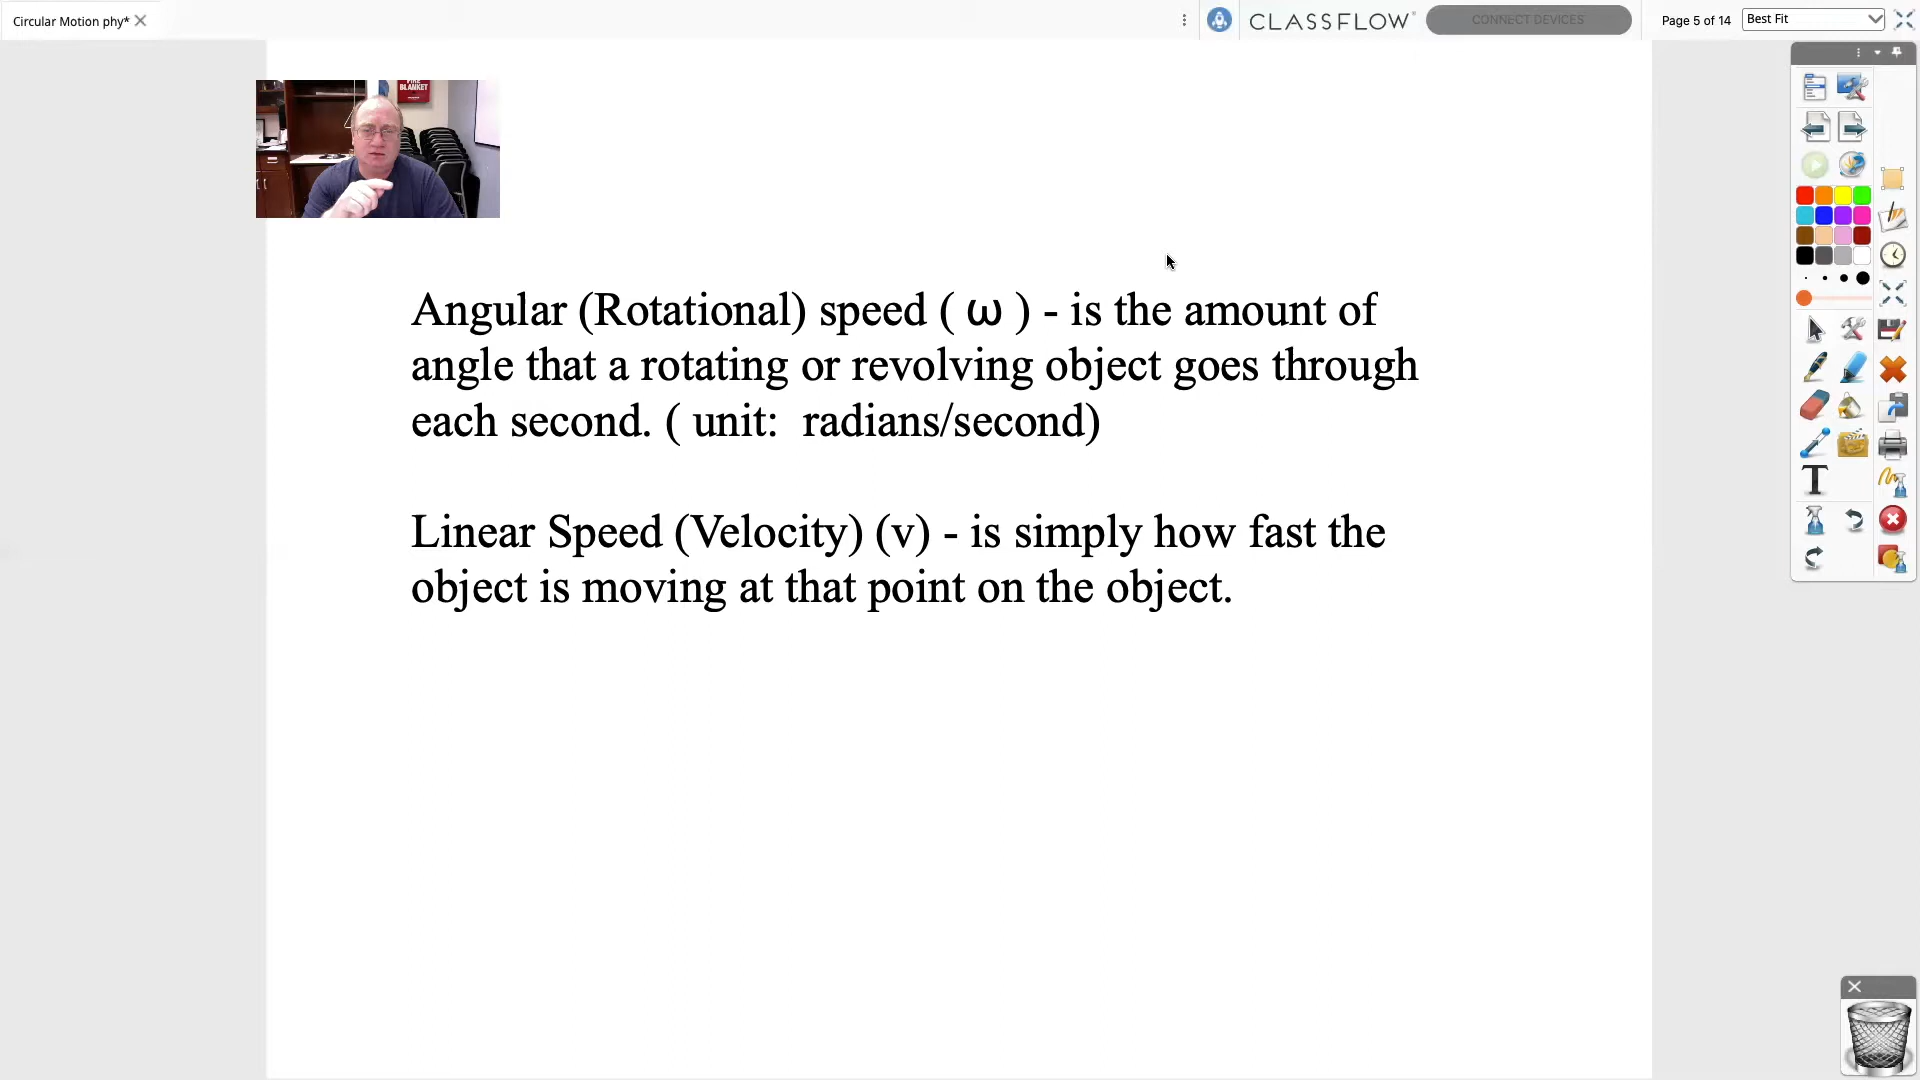 Circular Motion phy*
CLASSFLOW
CONNECT DEVICES
Page 5 of 14
Best Fit
BLANKET
Angular (Rotational) speed ( ω ) - is the amount of
angle that a rotating or revolving object goes through
each second. ( unit:  radians/second)
Linear Speed (Velocity) (v) - is simply how fast the
object is moving at that point on the object.
T